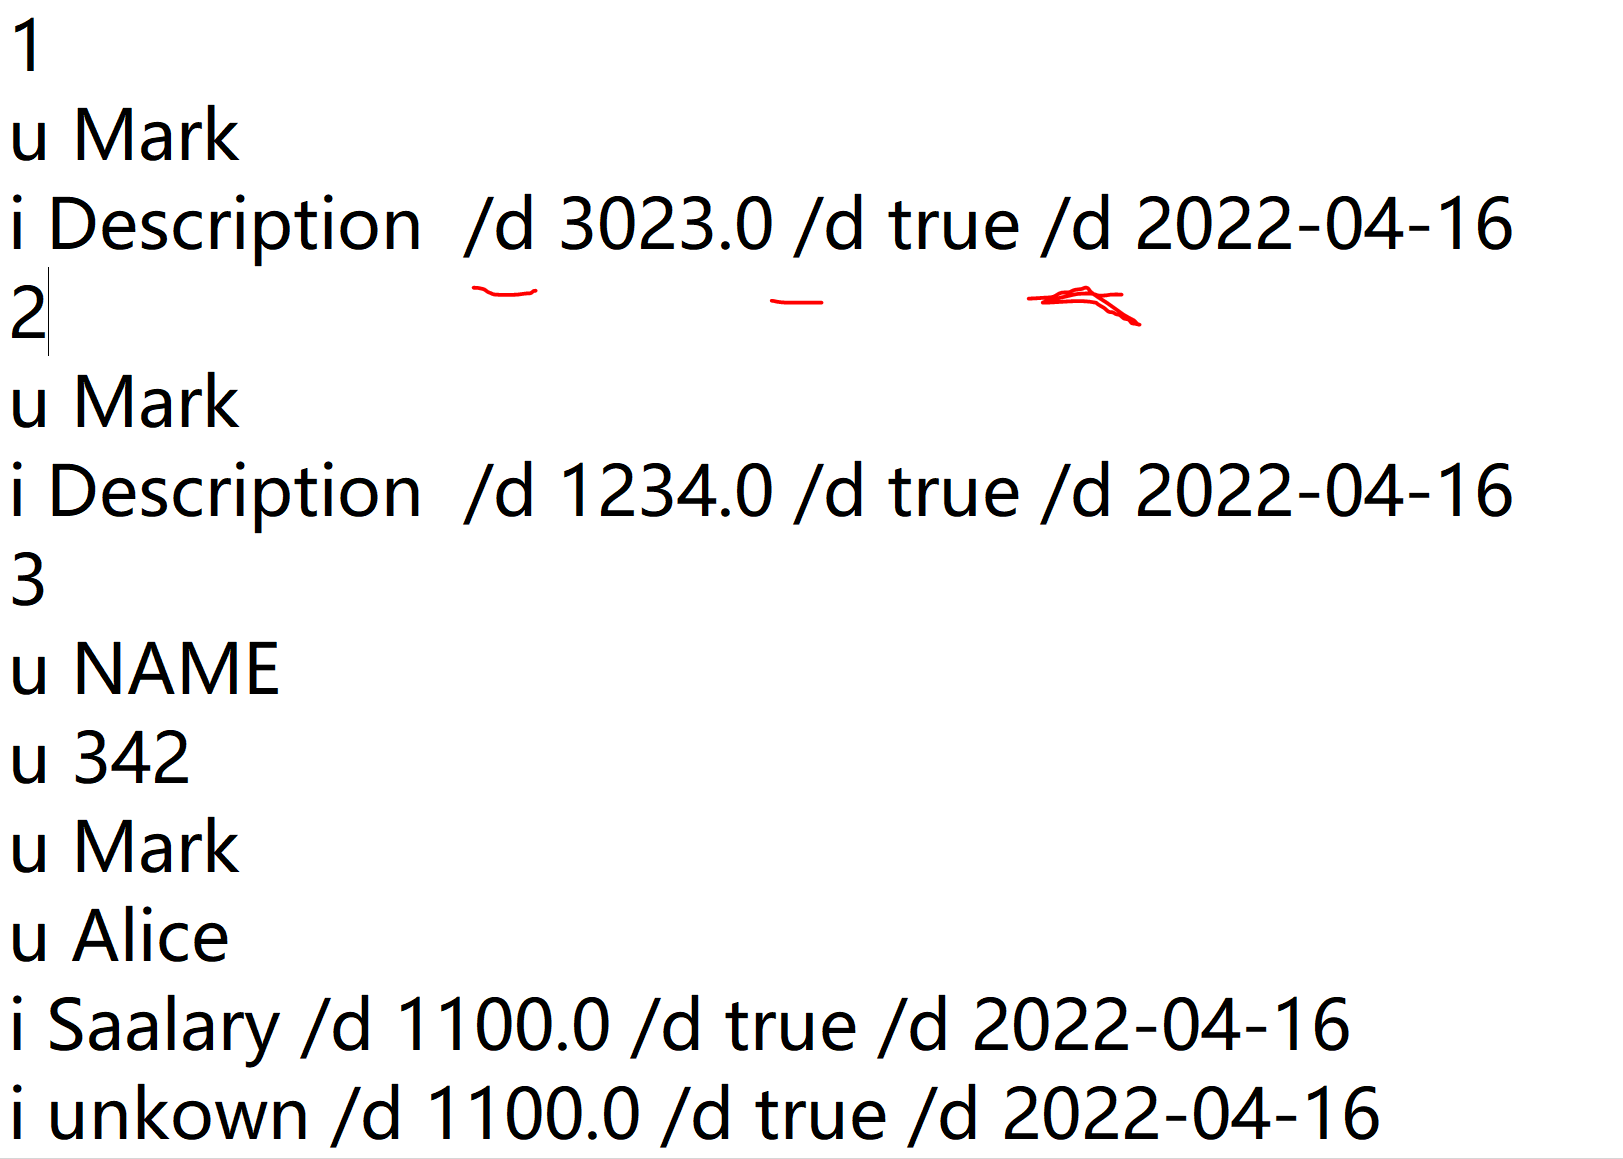 1
u Mark
i Description  /d 3023.0 /d true /d 2022-04-16
2
u Mark
i Description  /d 1234.0 /d true /d 2022-04-16
3
u NAME
u 342
u Mark
u Alice
i Saalary /d 1100.0 /d true /d 2022-04-16
i unkown /d 1100.0 /d true /d 2022-04-16